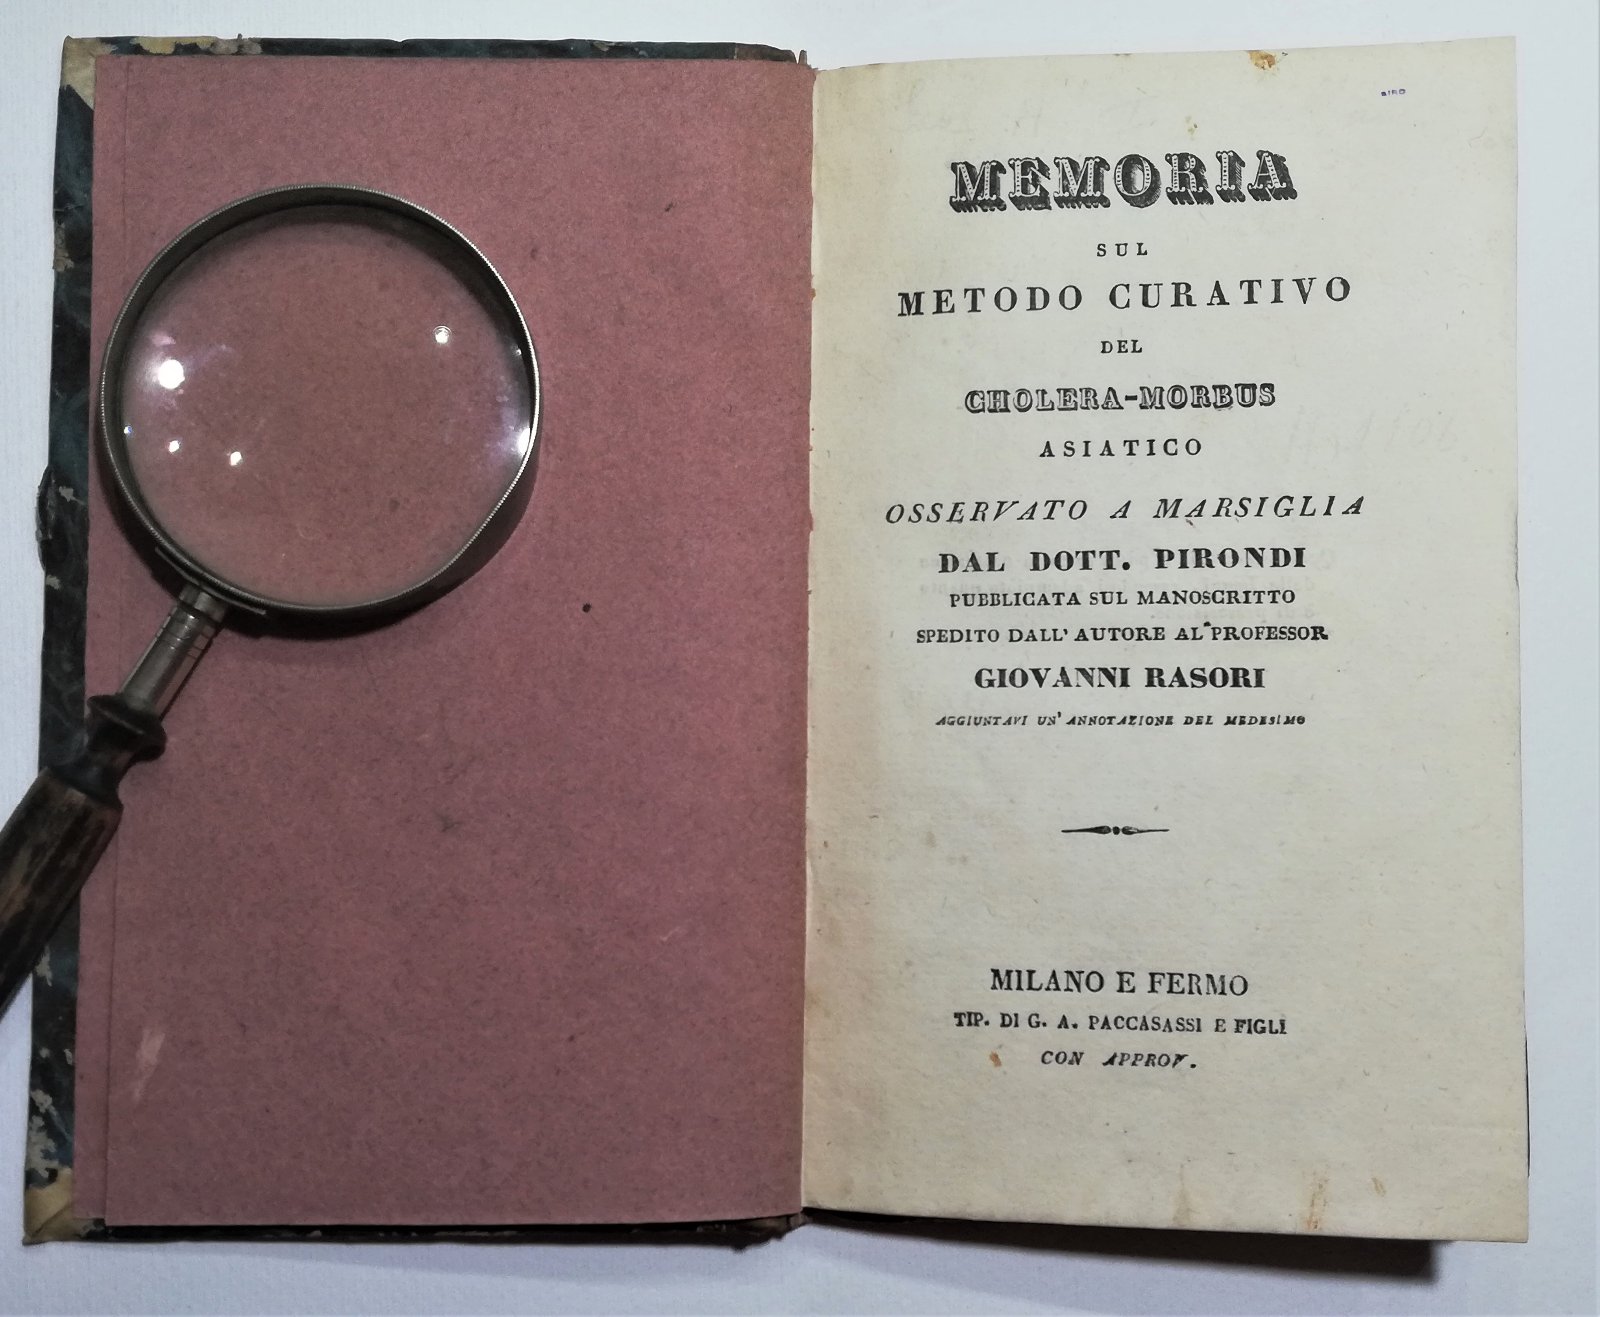 MEMORIA
SUL
METODO CURATIVO
DEL
CHOLERA-MORBUS
ASIATICO
OSSERVATO A MARSIGLIA
DAL DOTT. PIRONDI
PUBBLICATA SUL MANOSCRITTO
SPEDITO DALL' AUTORE AL PROFESSOR
GIOVANNI RASORI
AGGIUNTAVI UN' ANNOTAZIONE DEL MEDESIMO
MILANO E FERMO
TIP. DI G. A. PACCASASSI E FIGLI
CON APPROV.